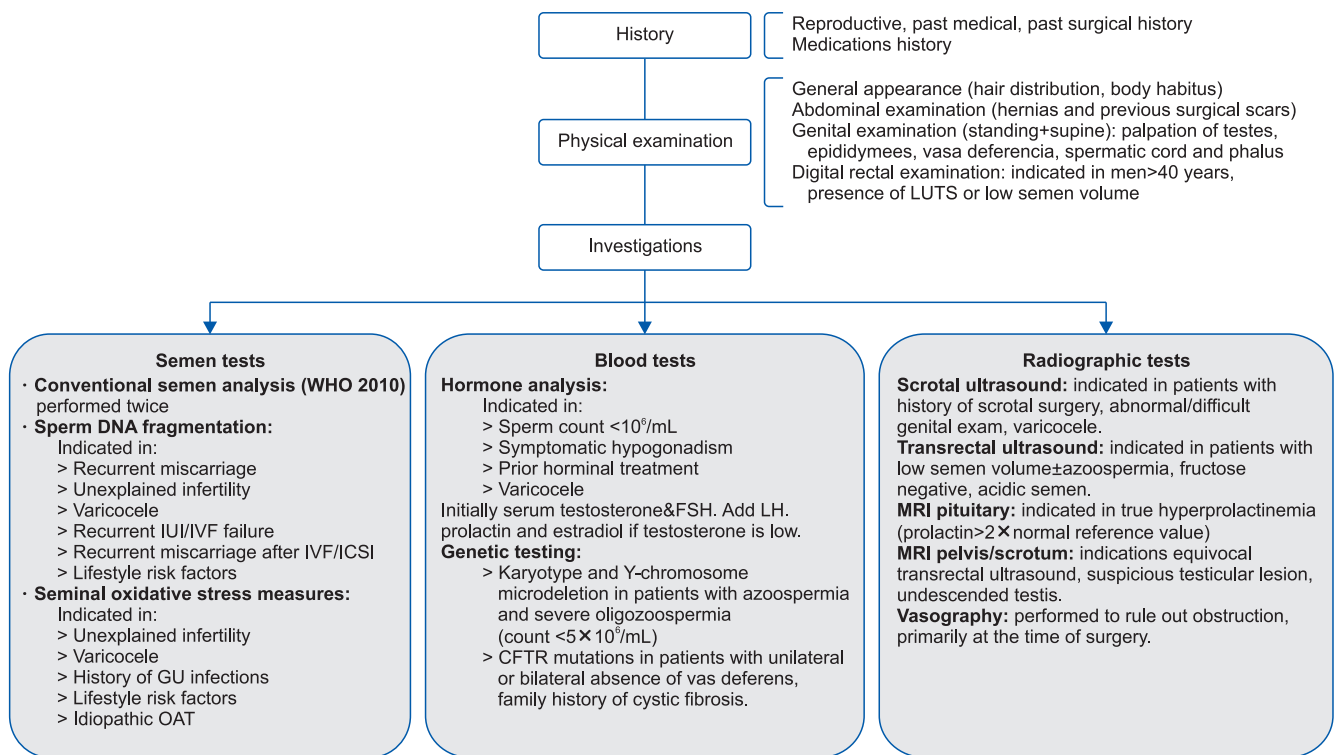 History
Reproductive, past medical, past surgical history
Medications history
Physical examination
General appearance (hair distribution, body habitus)
Abdominal examination (hernias and previous surgical scars)
Genital examination (standing+supine): palpation of testes,
epididymees, vasa deferencia, spermatic cord and phalus
Digital rectal examination: indicated in men>40 years,
presence of LUTS or low semen volume
Investigations
Semen tests
· Conventional semen analysis (WHO 2010)
performed twice
· Sperm DNA fragmentation:
Indicated in:
> Recurrent miscarriage
> Unexplained infertility
> Varicocele
> Recurrent IUI/IVF failure
> Recurrent miscarriage after IVF/ICSI
> Lifestyle risk factors
· Seminal oxidative stress measures:
Indicated in:
> Unexplained infertility
> Varicocele
> History of GU infections
> Lifestyle risk factors
> Idiopathic OAT
Blood tests
Hormone analysis:
Indicated in:
> Sperm count <10⁶/mL
> Symptomatic hypogonadism
> Prior horminal treatment
> Varicocele
Initially serum testosterone&FSH. Add LH.
prolactin and estradiol if testosterone is low.
Genetic testing:
> Karyotype and Y-chromosome
microdeletion in patients with azoospermia
and severe oligozoospermia
(count <5×10⁶/mL)
> CFTR mutations in patients with unilateral
or bilateral absence of vas deferens,
family history of cystic fibrosis.
Radiographic tests
Scrotal ultrasound: indicated in patients with
history of scrotal surgery, abnormal/difficult
genital exam, varicocele.
Transrectal ultrasound: indicated in patients with
low semen volume±azoospermia, fructose
negative, acidic semen.
MRI pituitary: indicated in true hyperprolactinemia
(prolactin>2×normal reference value)
MRI pelvis/scrotum: indications equivocal
transrectal ultrasound, suspicious testicular lesion,
undescended testis.
Vasography: performed to rule out obstruction,
primarily at the time of surgery.